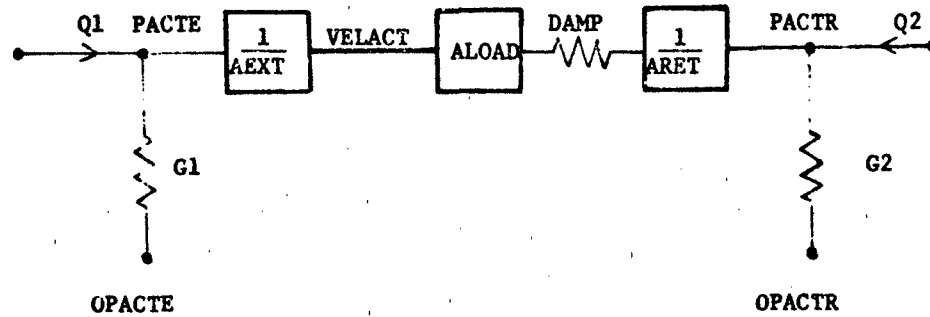 Q1 PACTE 1 VELACT ALOAD DAMP 1 PACTR Q2
AEXT ARET
G1 G2
OPACTE OPACTR